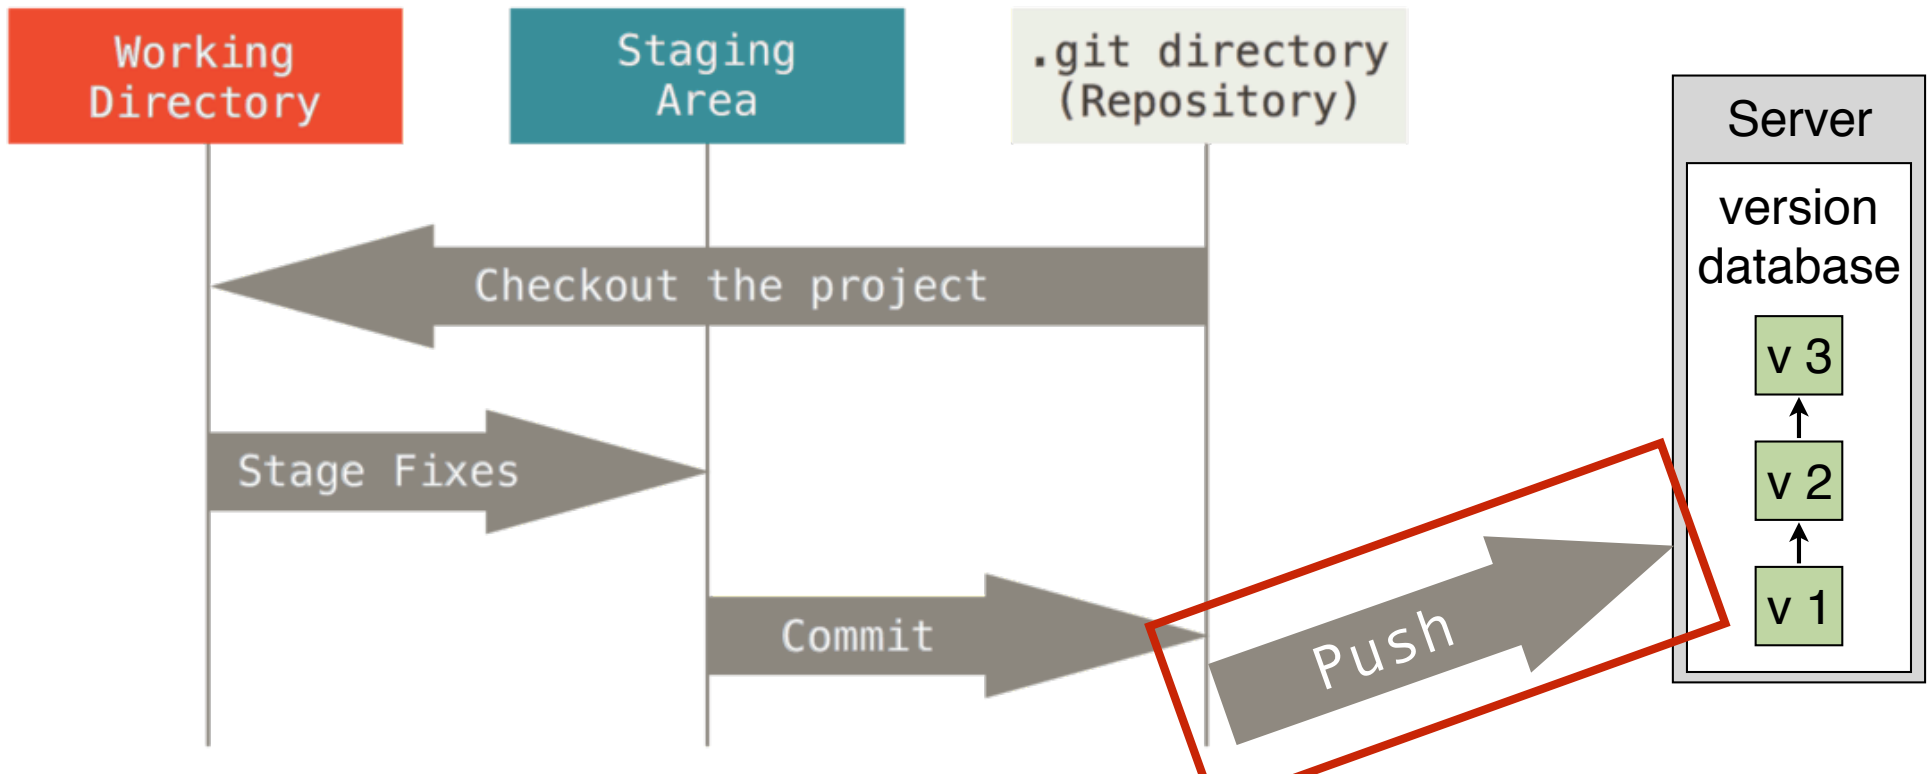 Working
Directory
Staging
Area
.git directory
(Repository)
Server
version
database
Checkout the project
v 3
Stage Fixes
v 2
Commit
Push
v 1